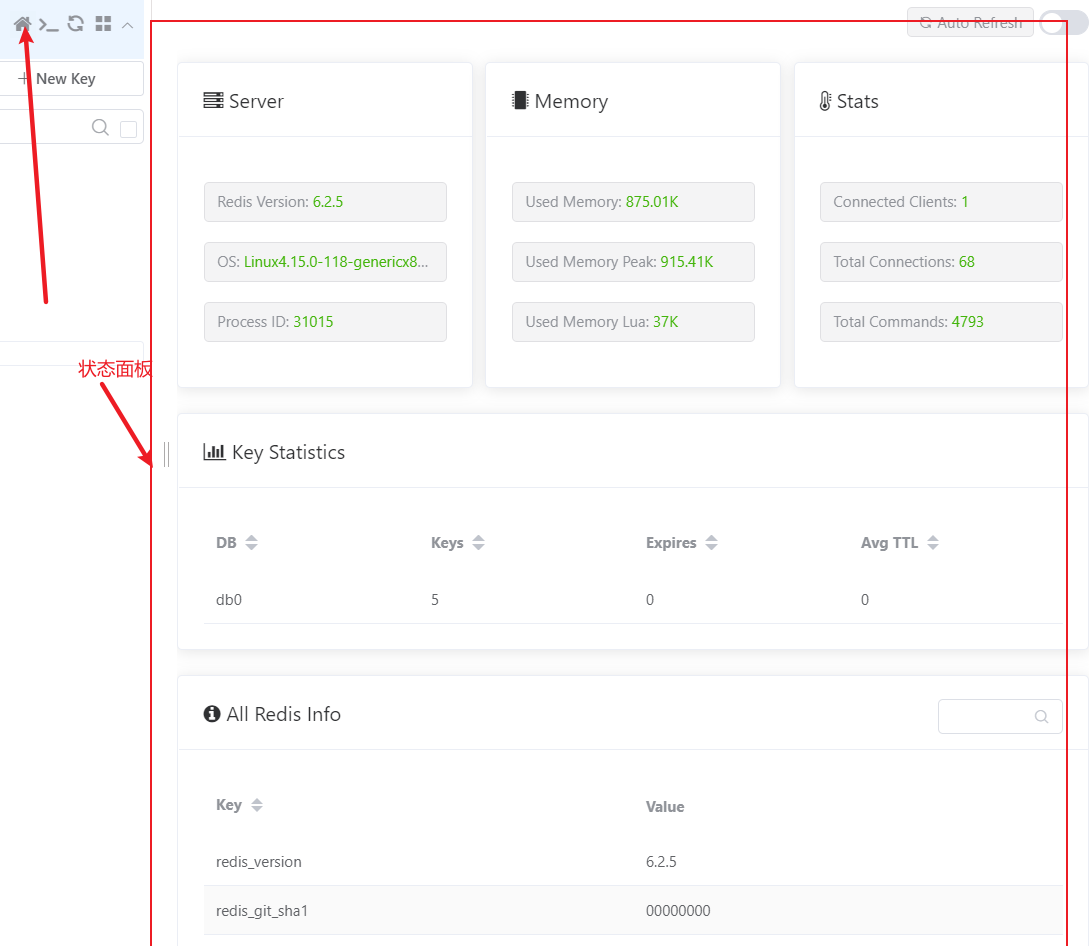 Auto Refresh
New Key
Server
Memory
Stats
Redis Version: 6.2.5
Used Memory: 875.01K
Connected Clients: 1
OS: Linux4.15.0-118-genericx8...
Used Memory Peak: 915.41K
Total Connections: 68
Process ID: 31015
Used Memory Lua: 37K
Total Commands: 4793
状态面板
Key Statistics
DB Keys Expires Avg TTL
db0 5 0 0
All Redis Info
Key Value
redis_version 6.2.5
redis_git_sha1 00000000